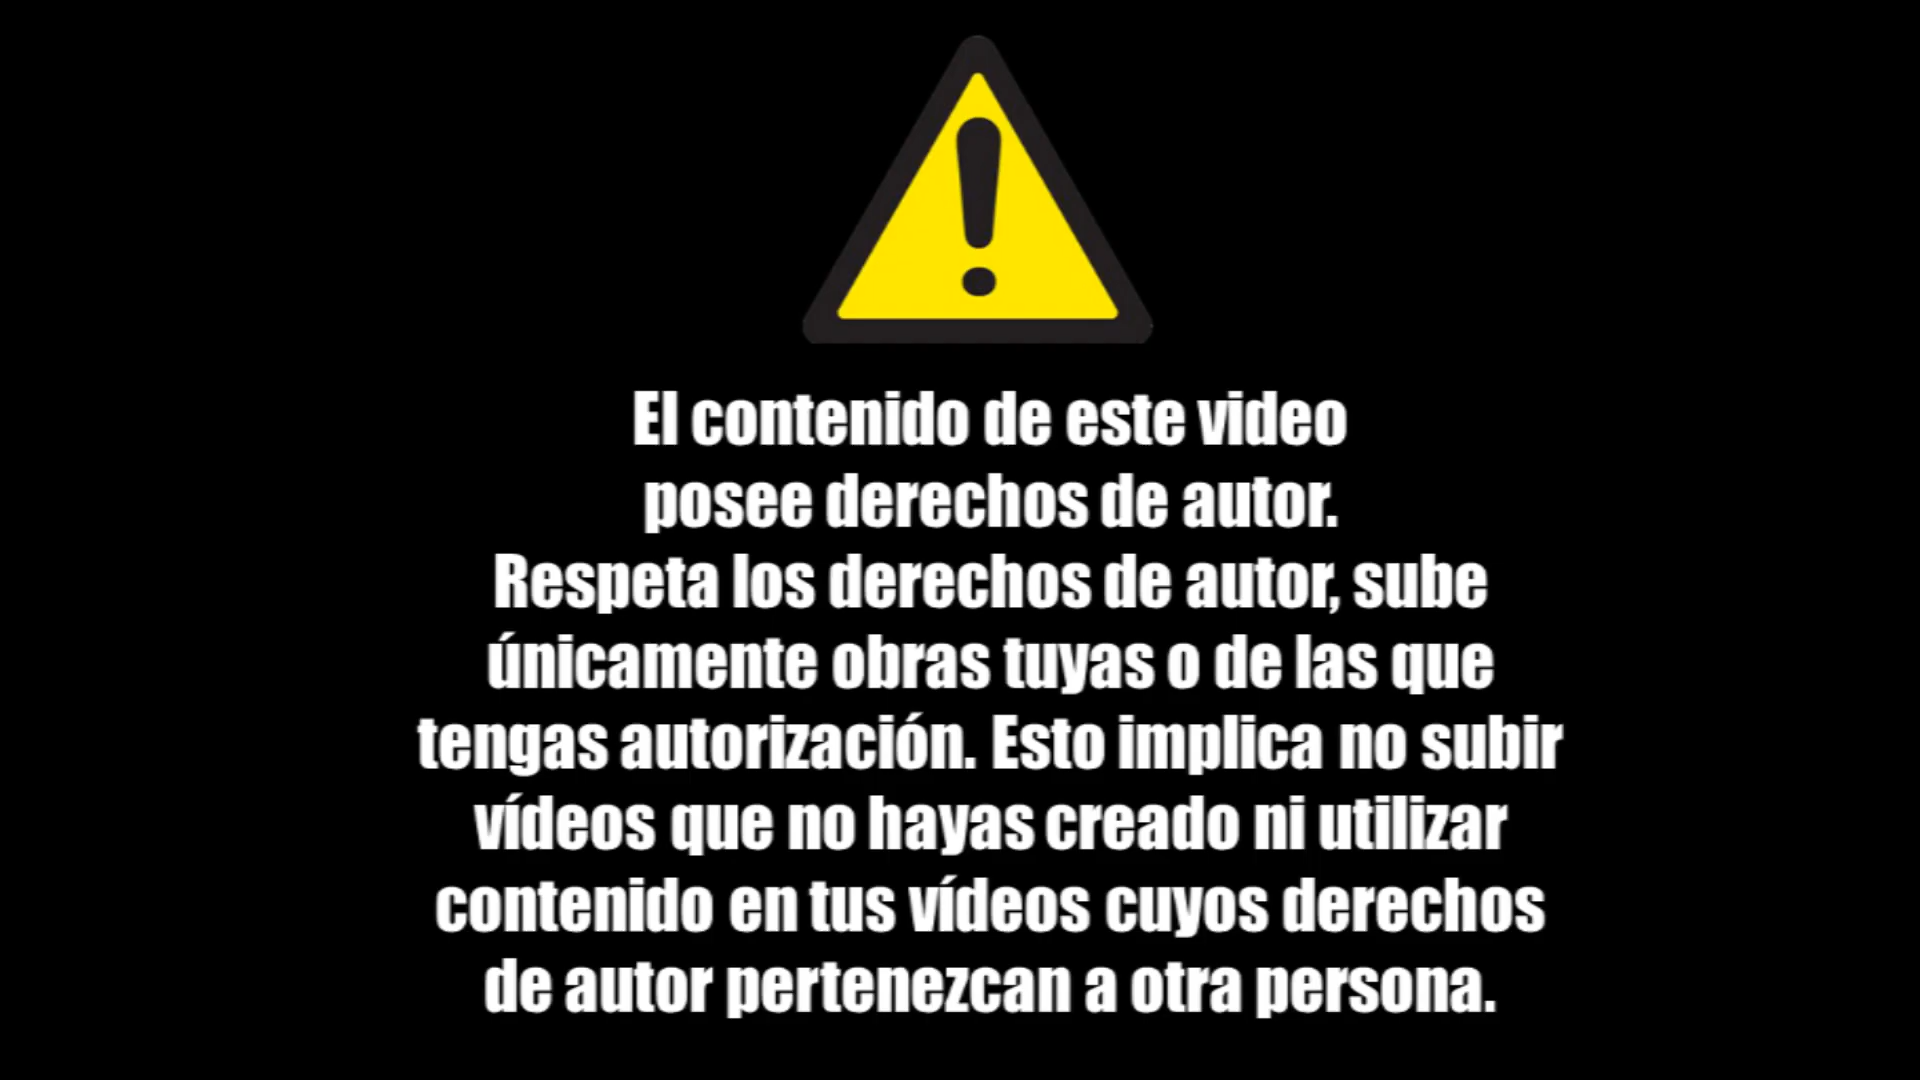 El contenido de este video
posee derechos de autor.
Respeta los derechos de autor, sube
únicamente obras tuyas o de las que
tengas autorización. Esto implica no subir
vídeos que no hayas creado ni utilizar
contenido en tus vídeos cuyos derechos
de autor pertenezcan a otra persona.